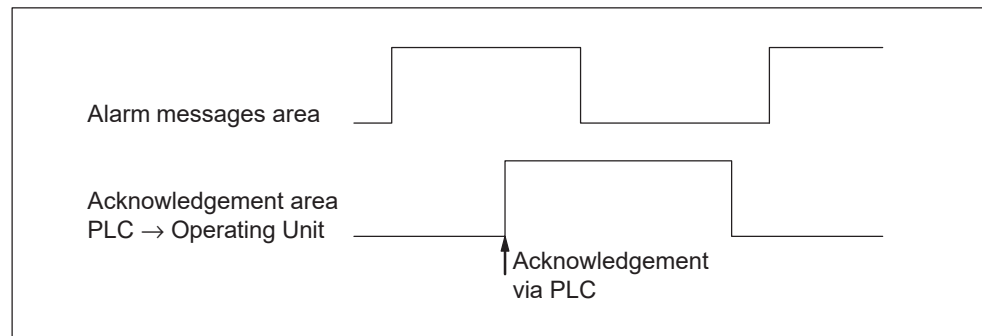 Alarm messages area
Acknowledgement area
PLC → Operating Unit
Acknowledgement
via PLC